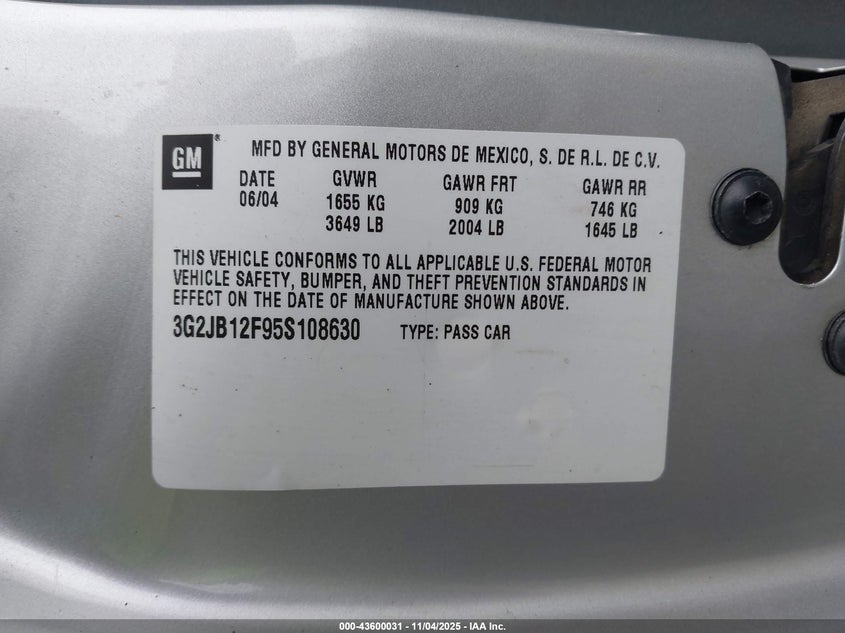 GM
MFD BY GENERAL MOTORS DE MEXICO, S. DE R.L. DE C.V.
DATE GVWR GAWR FRT GAWR RR
06/04 1655 KG 909 KG 746 KG
3649 LB 2004 LB 1645 LB
THIS VEHICLE CONFORMS TO ALL APPLICABLE U.S. FEDERAL MOTOR
VEHICLE SAFETY, BUMPER, AND THEFT PREVENTION STANDARDS IN
EFFECT ON THE DATE OF MANUFACTURE SHOWN ABOVE.
3G2JB12F95S108630 TYPE: PASS CAR
000-43600031 - 11/04/2025 - IAA Inc.